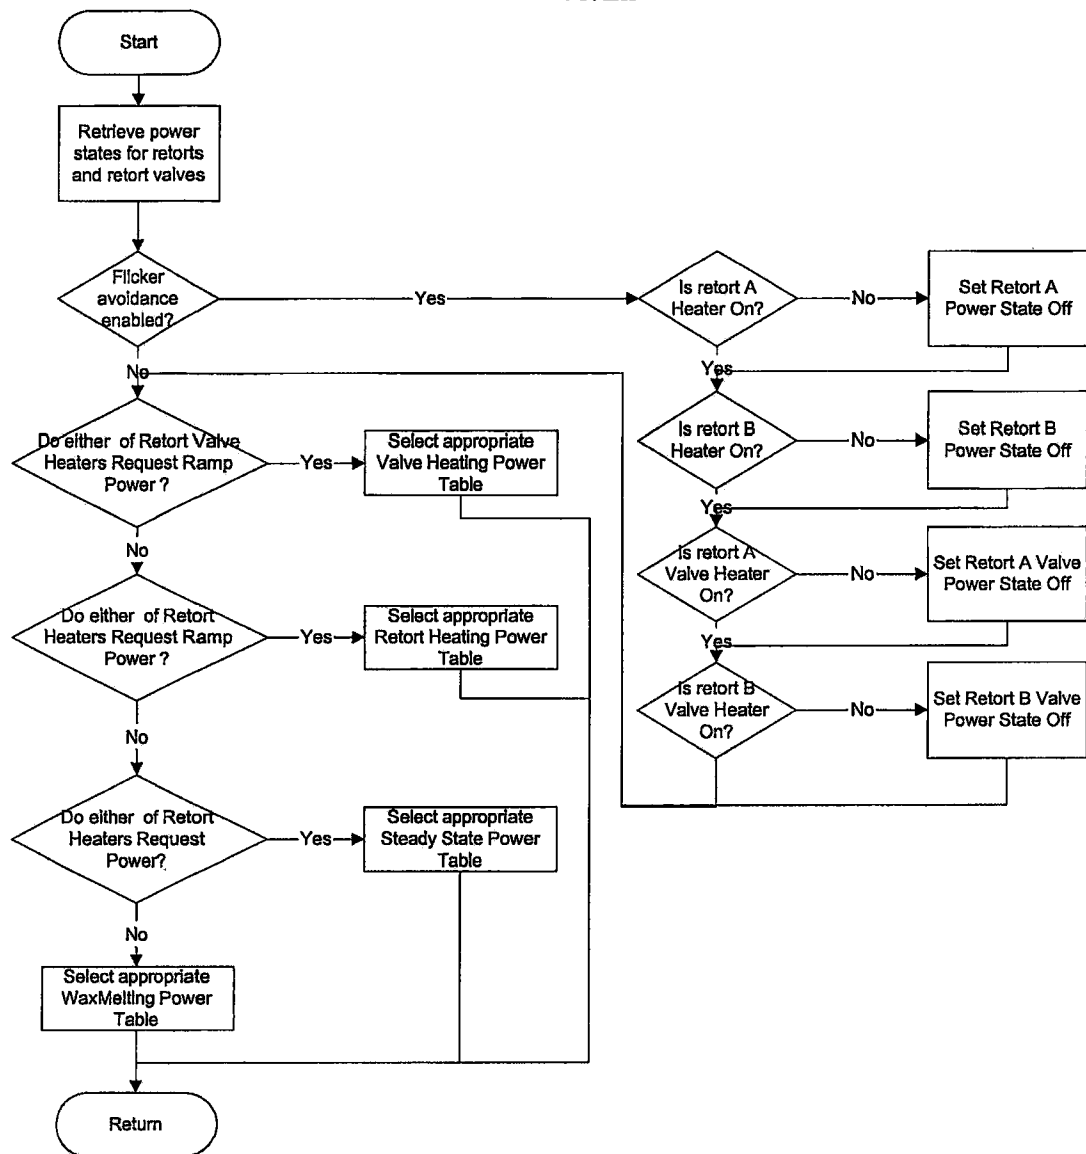 Start
Retrieve power
states for retorts
and retort valves
Flicker
avoidance
enabled?
Yes
Is retort A
Heater On?
No
Set Retort A
Power State Off
No
Yes
Do either of Retort Valve
Heaters Request Ramp
Power ?
Yes
Select appropriate
Valve Heating Power
Table
Is retort B
Heater On?
No
Set Retort B
Power State Off
Yes
No
Is retort A
Valve Heater
On?
No
Set Retort A Valve
Power State Off
Do either of Retort
Heaters Request Ramp
Power ?
Yes
Select appropriate
Retort Heating Power
Table
Yes
Is retort B
Valve Heater
On?
No
Set Retort B Valve
Power State Off
No
Do either of Retort
Heaters Request
Power?
Yes
Select appropriate
Steady State Power
Table
No
Select appropriate
WaxMelting Power
Table
Return